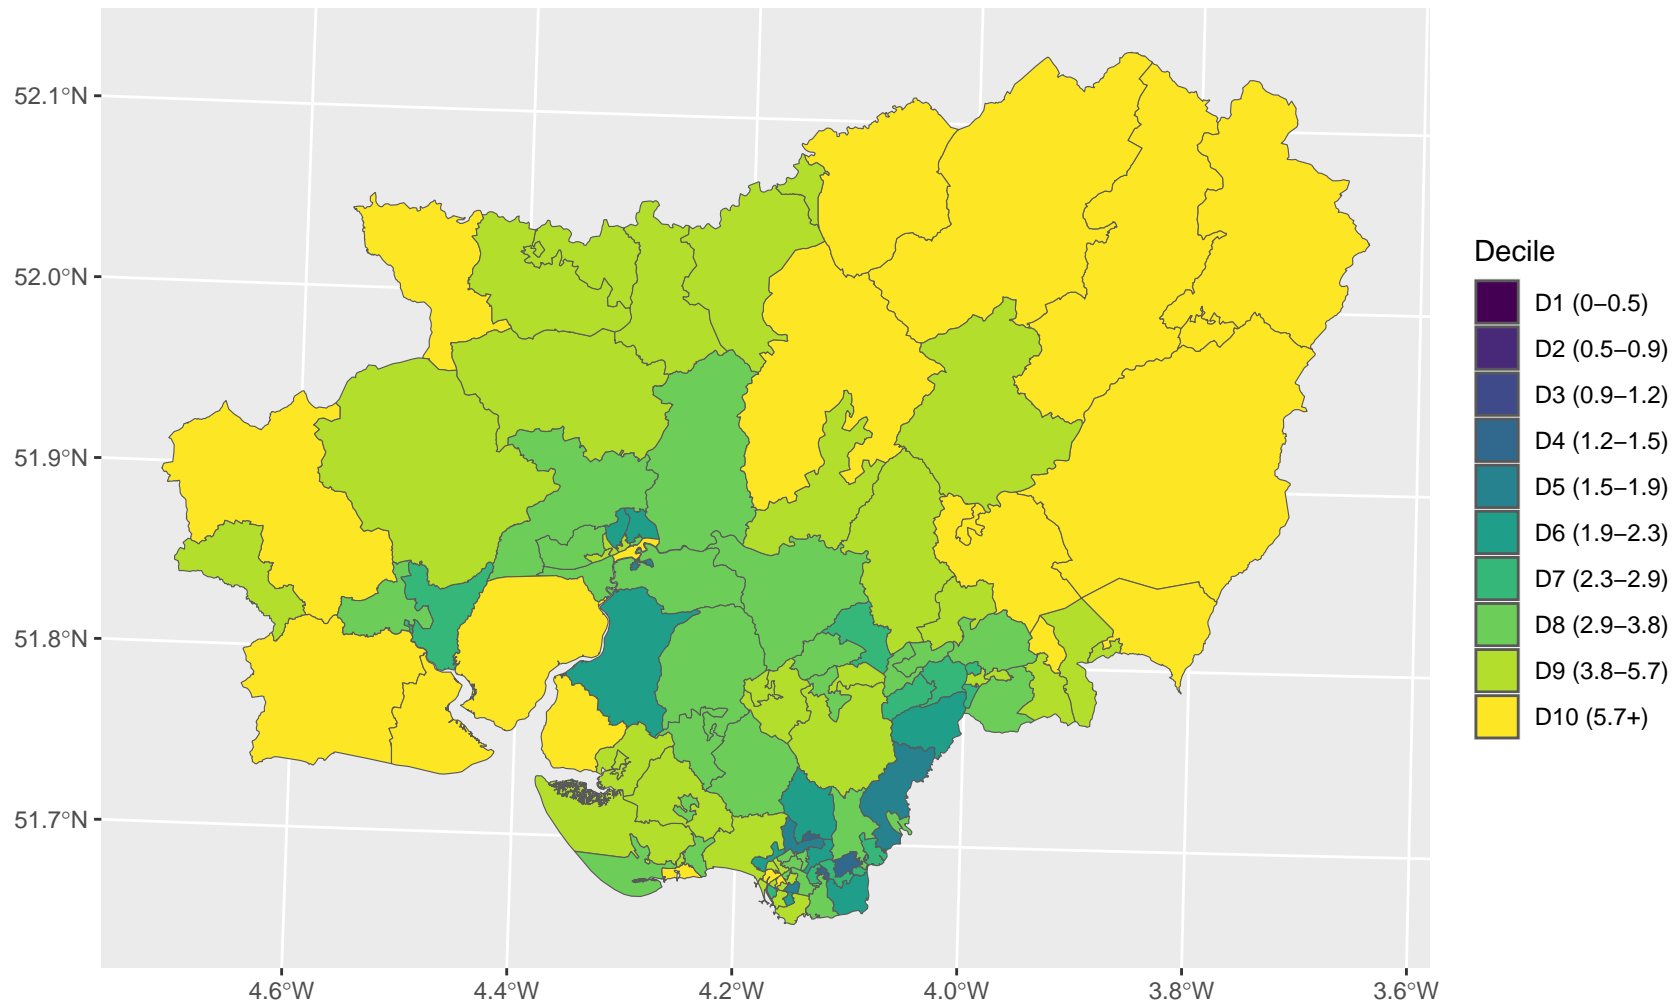 52.1°N
52.0°N
51.9°N
51.8°N
51.7°N
4.6°W
4.4°W
4.2°W
4.0°W
3.8°W
3.6°W
Decile
D1 (0–0.5)
D2 (0.5–0.9)
D3 (0.9–1.2)
D4 (1.2–1.5)
D5 (1.5–1.9)
D6 (1.9–2.3)
D7 (2.3–2.9)
D8 (2.9–3.8)
D9 (3.8–5.7)
D10 (5.7+)